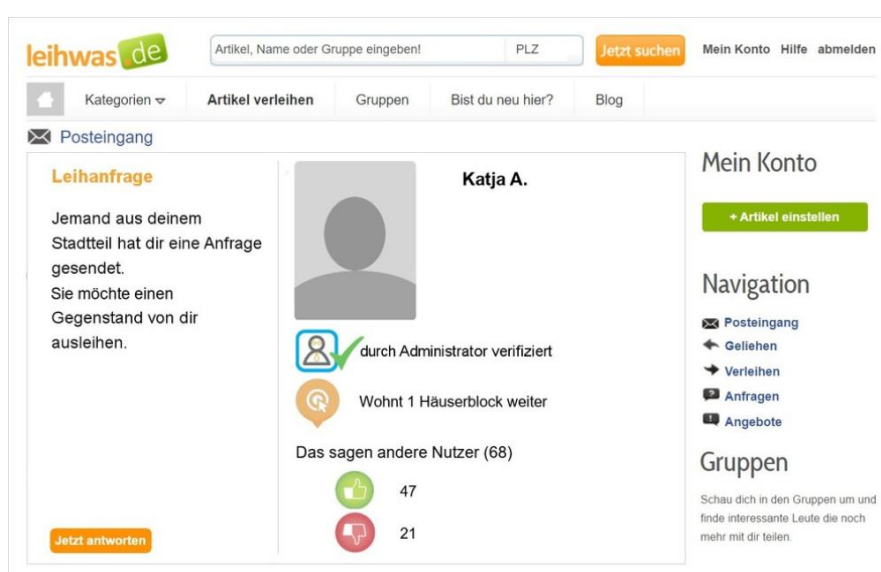 leihwas.de
Artikel, Name oder Gruppe eingeben!
PLZ
Jetzt suchen
Mein Konto Hilfe abmelden
Kategorien
Artikel verleihen
Gruppen
Bist du neu hier?
Blog
Posteingang
Leihanfrage
Jemand aus deinem
Stadtteil hat dir eine Anfrage
gesendet.
Sie möchte einen
Gegenstand von dir
ausleihen.
Jetzt antworten
Katja A.
durch Administrator verifiziert
Wohnt 1 Häuserblock weiter
Das sagen andere Nutzer (68)
47
21
Mein Konto
+ Artikel einstellen
Navigation
Posteingang
Geliehen
Verleihen
Anfragen
Angebote
Gruppen
Schau dich in den Gruppen um und
finde interessante Leute die noch
mehr mit dir teilen.